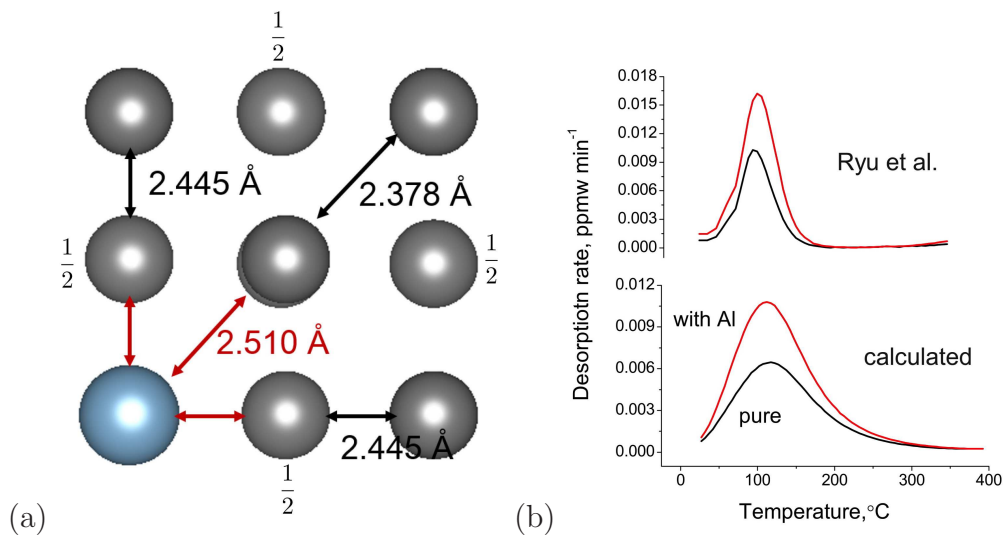 1/2
2.445 Å
2.378 Å
1/2
1/2
2.510 Å
2.445 Å
1/2
(a)
0.018
0.015
0.012
0.009
0.006
0.003
0.000
Ryu et al.
0.012
0.009
0.006
0.003
0.000
with Al
calculated
pure
Desorptiotn rate, ppmw min⁻¹
0 100 200 300 400
Temperature,°C
(b)